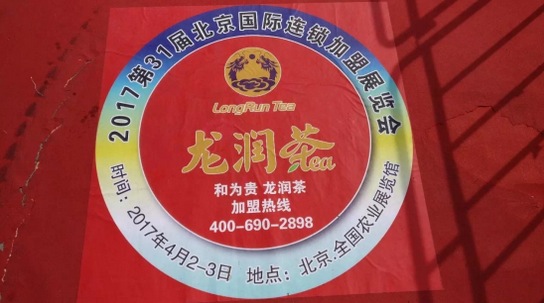 2017第31届北京国际连锁加盟展览会
LongRun Tea
龙润茶
tea
和为贵 龙润茶
加盟热线
400-690-2898
时间：2017年4月2-3日 地点：北京.全国农业展览馆